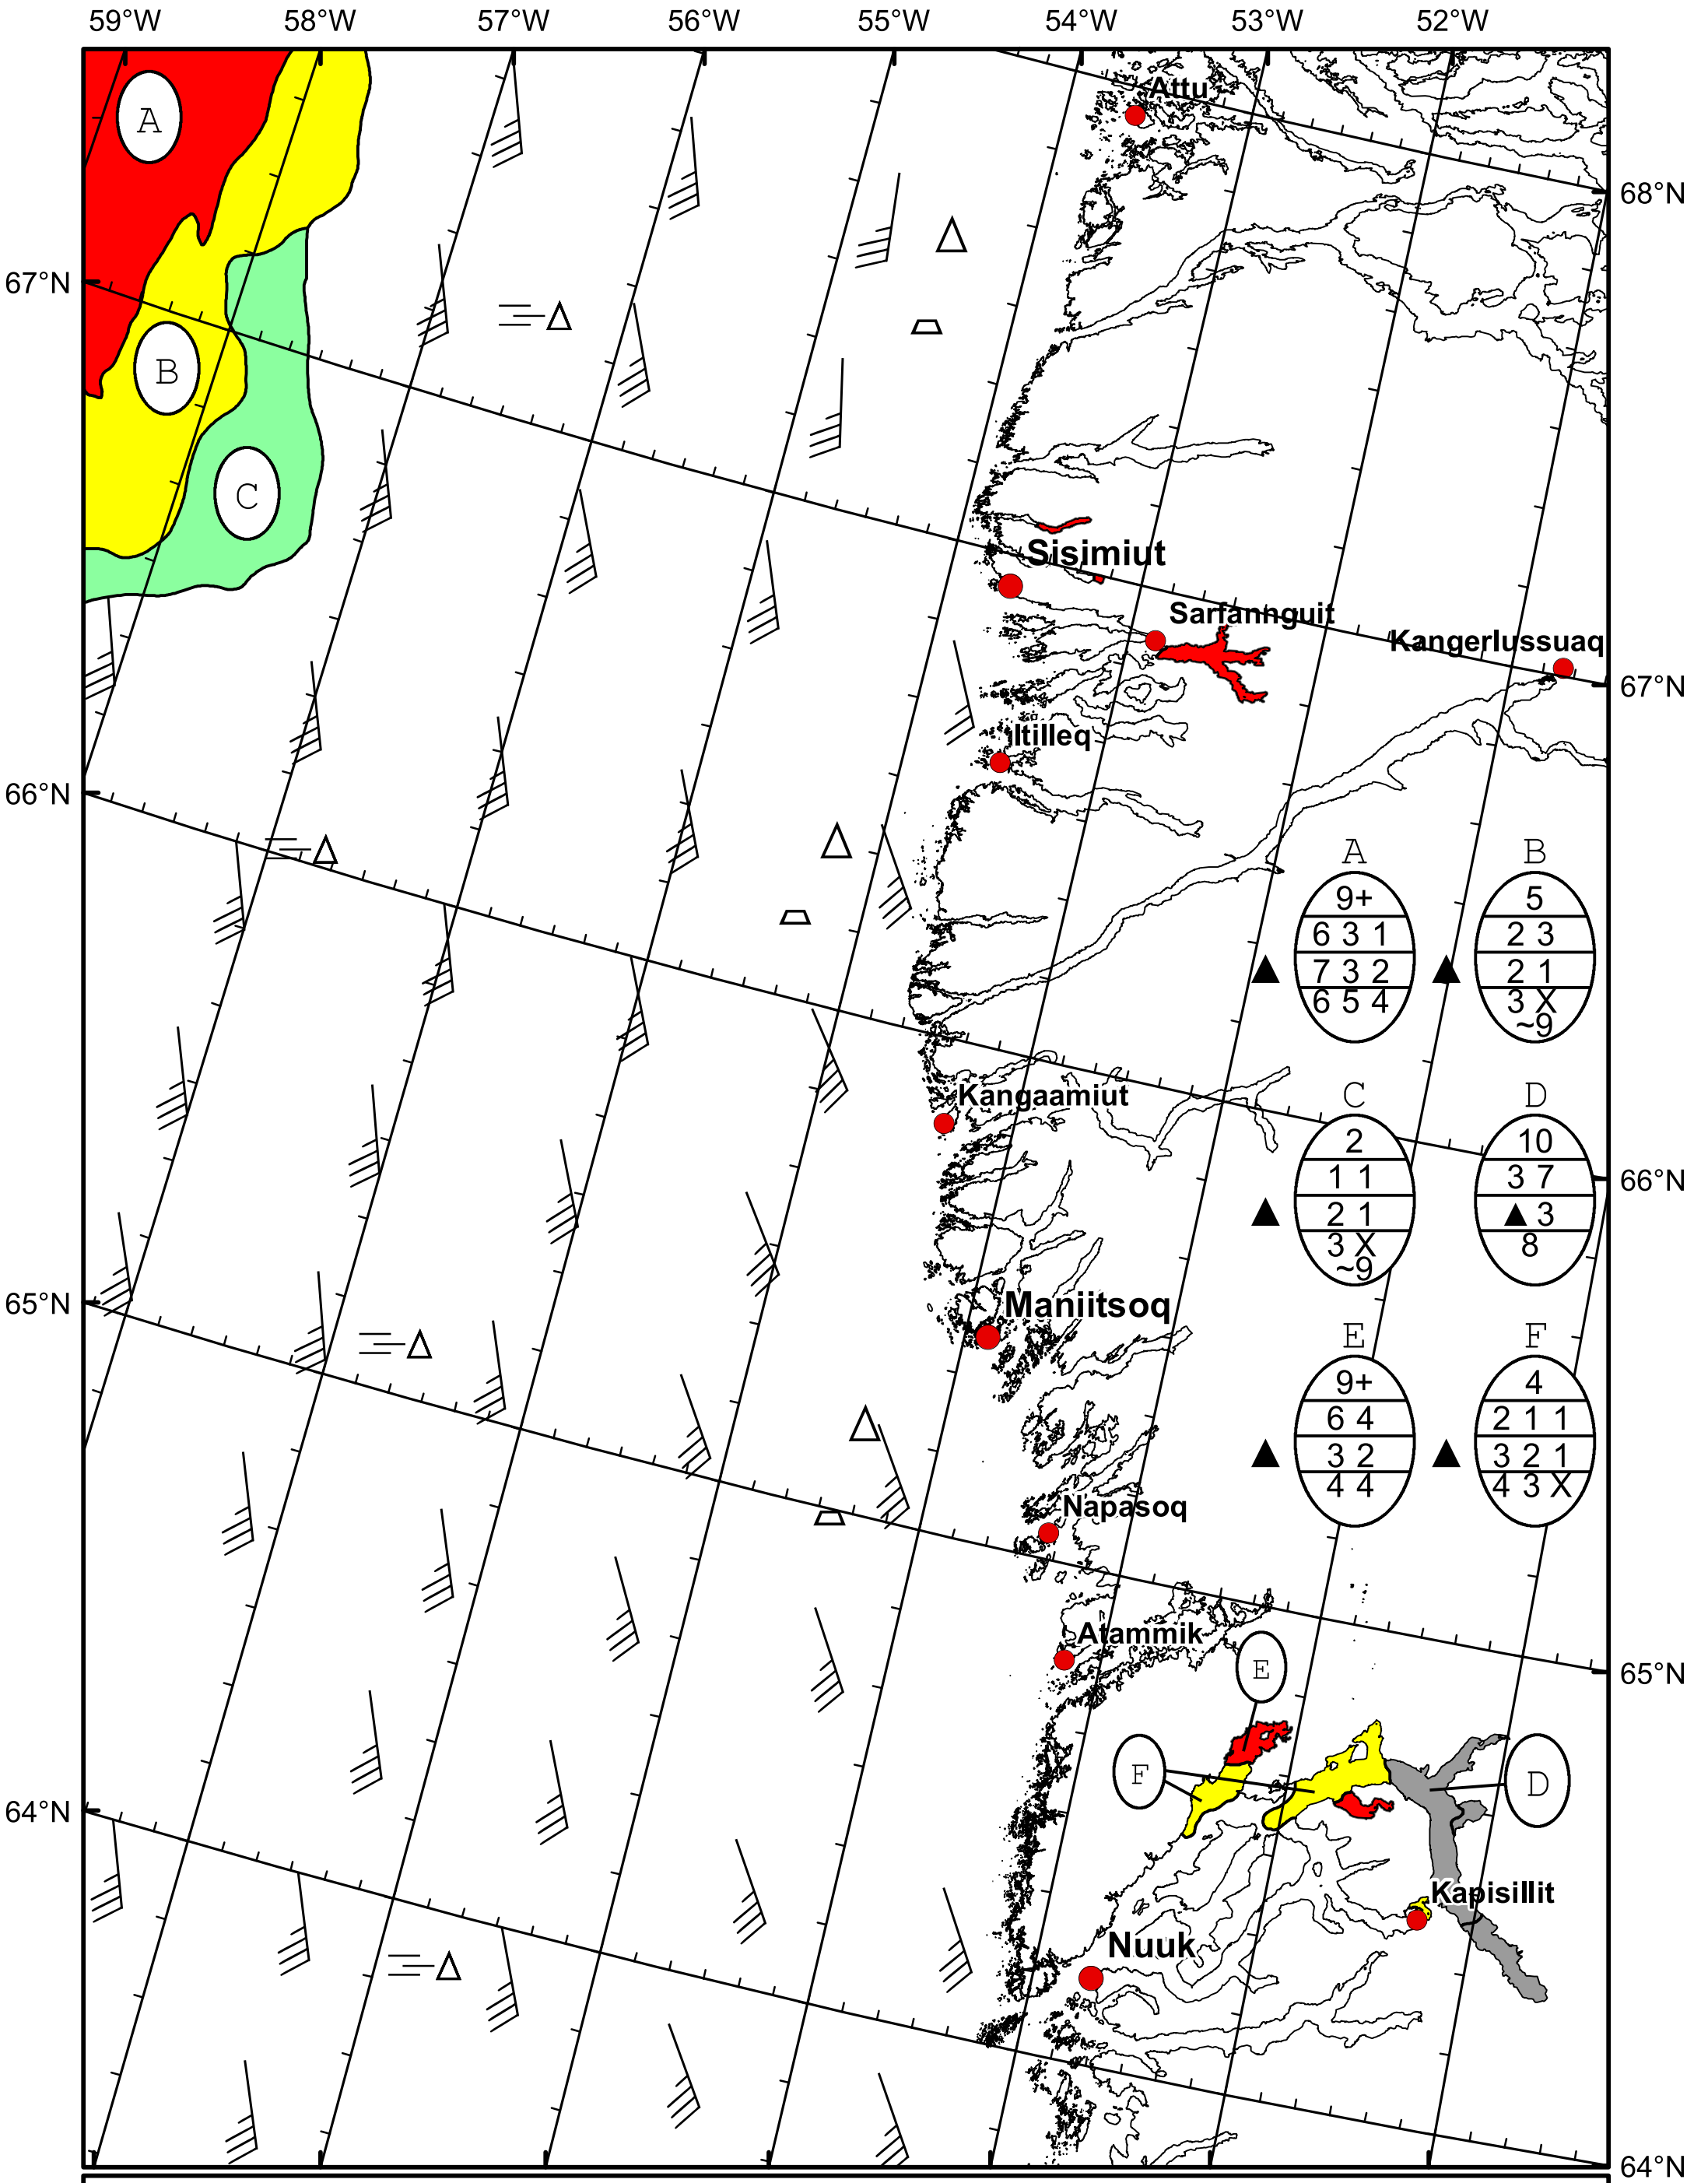 59°W 58°W 57°W 56°W 55°W 54°W 53°W 52°W
Attu
A
68°N
67°N
B
C
Sisimiut
Sarfannguit
Kangerlussuaq
67°N
Itilleq
66°N
A B
9+ 5
6 3 1 2 3
7 3 2 2 1
6 5 4 3 X
~9
Kangaamiut
C D
2 10
1 1 3 7
2 1 ▲ 3
3 X 8
~9
66°N
65°N
Maniitsoq
E F
9+ 4
6 4 2 1 1
3 2 3 2 1
4 4 4 3 X
Napasoq
Atammik
E
65°N
F
D
64°N
Kapisillit
Nuuk
64°N